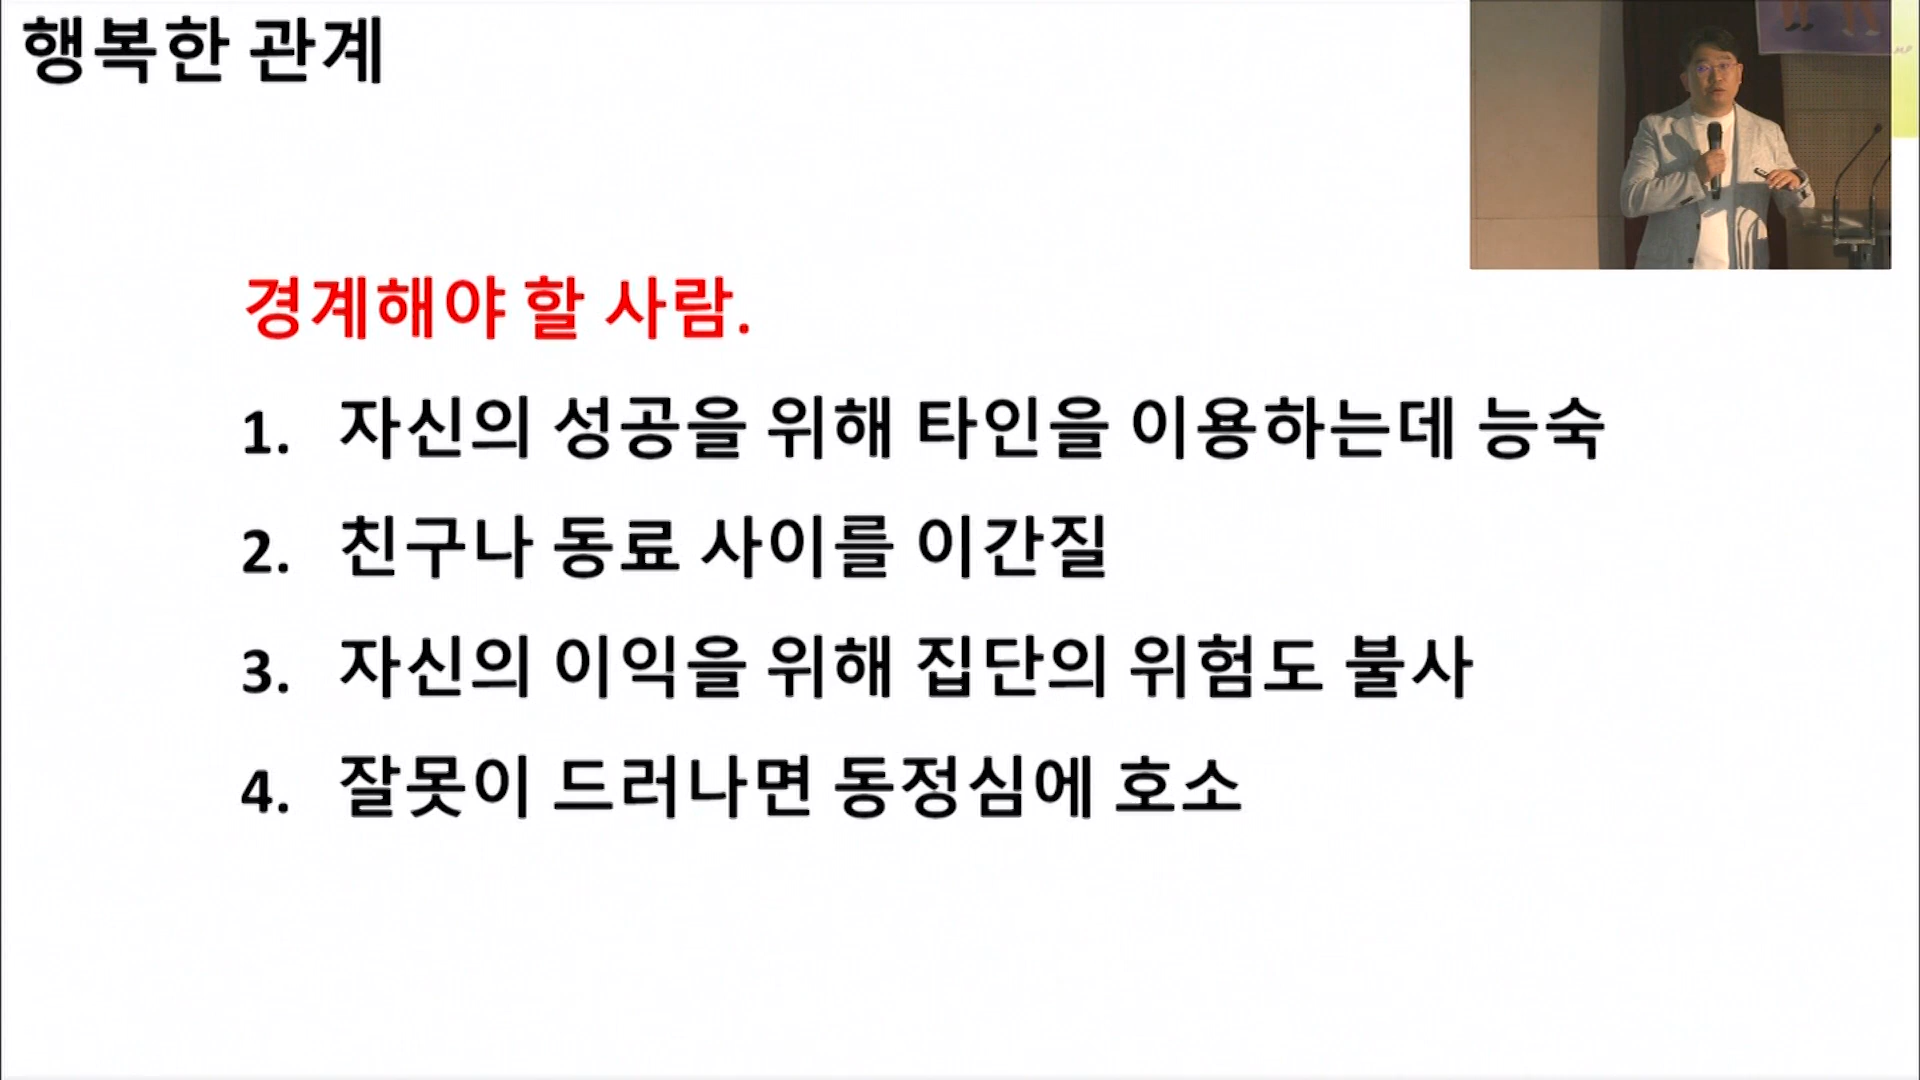 행복한 관계
경계해야 할 사람.
1. 자신의 성공을 위해 타인을 이용하는데 능숙
2. 친구나 동료 사이를 이간질
3. 자신의 이익을 위해 집단의 위험도 불사
4. 잘못이 드러나면 동정심에 호소